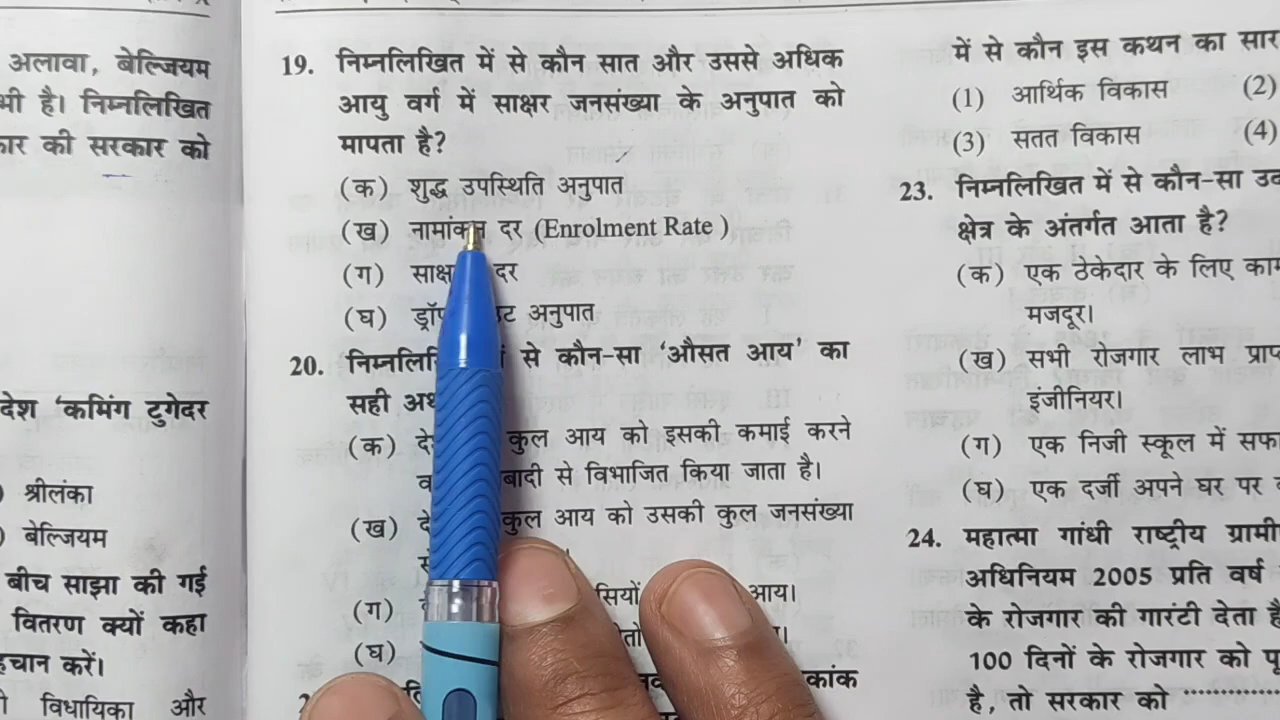 अलावा, बेल्जियम
भी है। निम्नलिखित
कार की सरकार को
देश 'कमिंग टुगेदर
श्रीलंका
बेल्जियम
बीच साझा की गई
वितरण क्यों कहा
हचान करें।
विधायिका और
19. निम्नलिखित में से कौन सात और उससे अधिक
आयु वर्ग में साक्षर जनसंख्या के अनुपात को
मापता है?
(क) शुद्ध उपस्थिति अनुपात
(ख) नामांकन दर (Enrolment Rate )
(ग) दर
(घ) अनुपात
20. से कौन-सा 'औसत आय' का
सही
(क) कुल आय को इसकी कमाई करने
से विभाजित किया जाता है।
(ख) कुल आय को उसकी कुल जनसंख्या
(ग) आय।
(घ)
में से कौन इस कथन का सार
(1) आर्थिक विकास (2)
(3) सतत विकास (4)
23. निम्नलिखित में से कौन-सा
क्षेत्र के अंतर्गत आता है?
(क) एक ठेकेदार के लिए
मजदूर।
(ख) सभी रोजगार लाभ
इंजीनियर।
(ग) एक निजी स्कूल में
(घ) एक दर्जी अपने घर पर
24. महात्मा गांधी राष्ट्रीय
अधिनियम 2005 प्रति वर्ष
के रोजगार की गारंटी देता
100 दिनों के रोजगार को
है, तो सरकार को